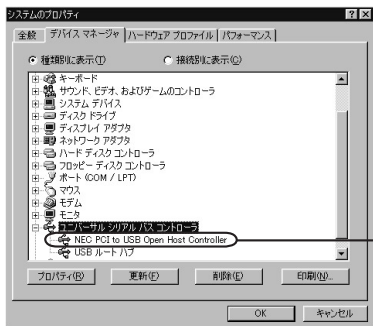 システムのプロパティ
全般 デバイス マネージャ ハードウェア プロファイル パフォーマンス
種類別に表示(T) 接続別に表示(C)
キーボード
サウンド、ビデオ、およびゲームのコントローラ
システム デバイス
ディスク ドライブ
ディスプレイ アダプタ
ネットワーク アダプタ
ハード ディスク コントローラ
フロッピー ディスク コントローラ
ポート (COM / LPT)
マウス
モデム
モニタ
ユニバーサル シリアル バス コントローラ
NEC PCI to USB Open Host Controller
USB ルート ハブ
プロパティ(R) 更新(F) 削除(E) 印刷(N)...
OK キャンセル